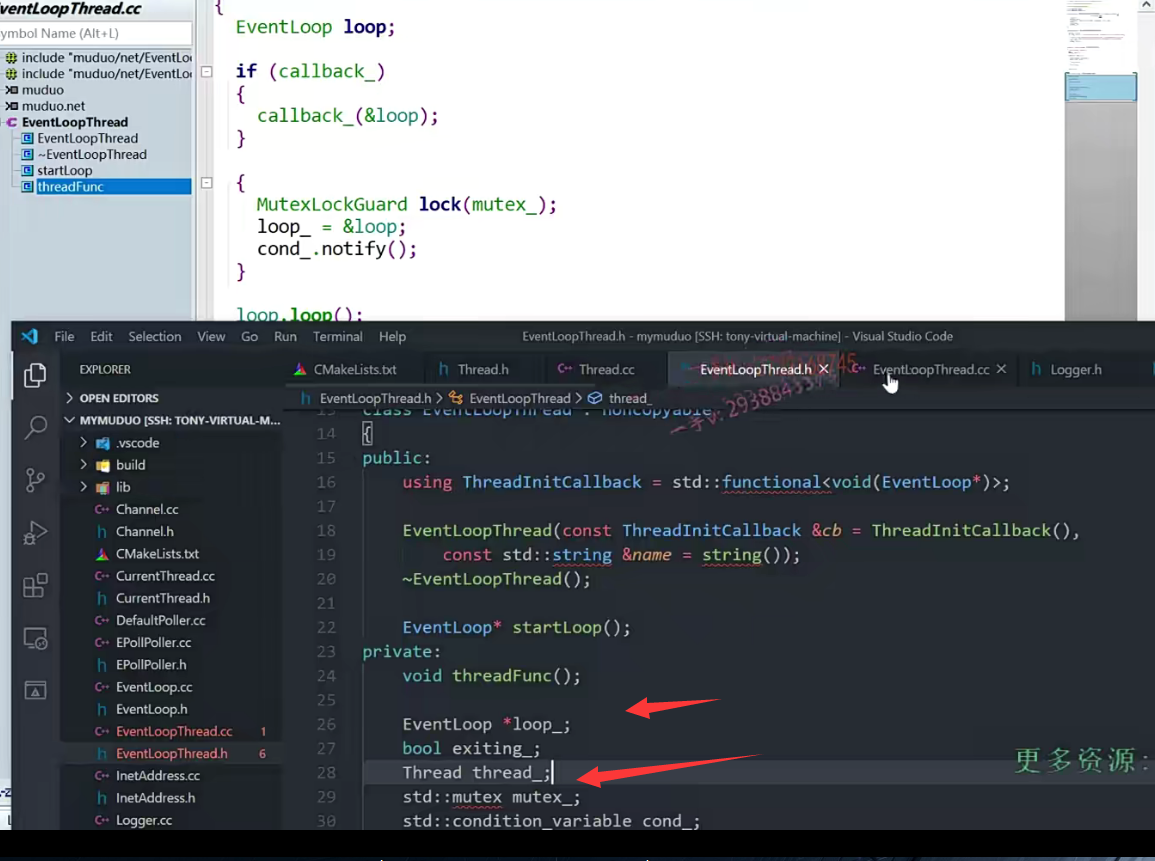 ventLoopThread.cc
ymbol Name (Alt+L)
include "muduo/net/EventLo
include "muduo/net/EventLo
muduo
muduo.net
EventLoopThread
EventLoopThread
~EventLoopThread
startLoop
threadFunc
{
EventLoop loop;
if (callback_)
{
callback_(&loop);
}
{
MutexLockGuard lock(mutex_);
loop_ = &loop;
cond_.notify();
}
loop.loop();
File Edit Selection View Go Run Terminal Help
EventLoopThread.h - mymuduo [SSH: tony-virtual-machine] - Visual Studio Code
EXPLORER
OPEN EDITORS
MYMUDUO [SSH: TONY-VIRTUAL-M...
.vscode
build
lib
Channel.cc
Channel.h
CMakeLists.txt
CurrentThread.cc
CurrentThread.h
DefaultPoller.cc
EPollPoller.cc
EPollPoller.h
EventLoop.cc
EventLoop.h
EventLoopThread.cc 1
EventLoopThread.h 6
InetAddress.cc
InetAddress.h
Logger.cc
CMakeLists.txt Thread.h Thread.cc EventLoopThread.h EventLoopThread.cc Logger.h
EventLoopThread.h > EventLoopThread > thread_
13 class EventLoopThread : noncopyable
14 {
15 public:
16 using ThreadInitCallback = std::functional<void(EventLoop*)>;
17
18 EventLoopThread(const ThreadInitCallback &cb = ThreadInitCallback(),
19 const std::string &name = string());
20 ~EventLoopThread();
21
22 EventLoop* startLoop();
23 private:
24 void threadFunc();
25
26 EventLoop *loop_;
27 bool exiting_;
28 Thread thread_;
29 std::mutex mutex_;
30 std::condition_variable cond_;
更多资源: